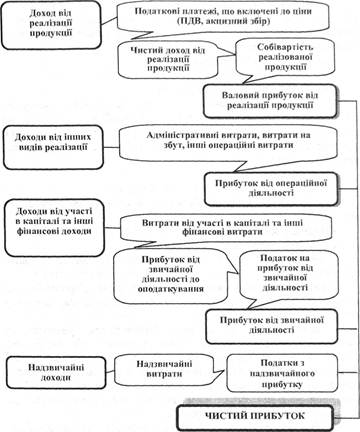 Доход від
реалізації
продукції
Податкові платежі, що включені до ціни
(ПДВ, акцизний збір)
Чистий доход від
реалізації
продукції
Собівартість
реалізованої
продукції
Валовий прибуток від
реалізації продукції
Доходи від інших
видів реалізації
Адміністративні витрати, витрати на
збут, інші операційні витрати
Прибуток від операційної
діяльності
Доходи від участі
в капіталі та інші
фінансові доходи
Витрати від участі в капіталі та інші
фінансові витрати
Прибуток від
звичайної
діяльності до
оподаткування
Податок на
прибуток від
звичайної
діяльності
Прибуток від звичайної
діяльності
Надзвичайні
доходи
Надзвичайні
витрати
Податки з
надзвичайного
прибутку
ЧИСТИЙ ПРИБУТОК